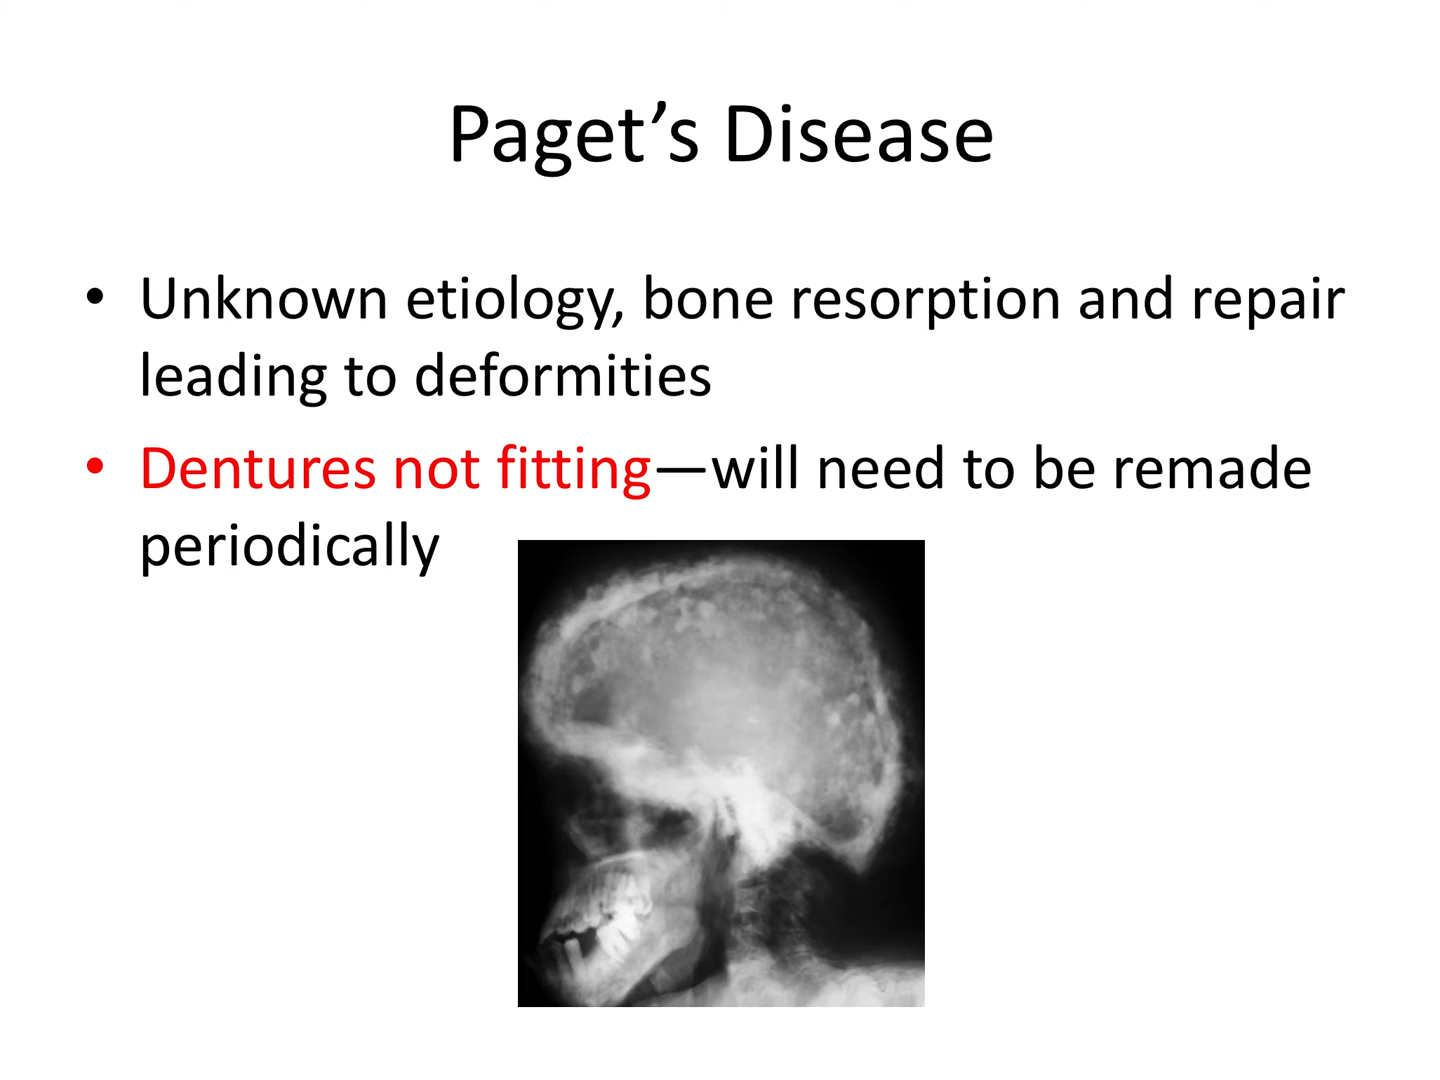 Paget’s Disease
• Unknown etiology, bone resorption and repair
leading to deformities
• Dentures not fitting—will need to be remade
periodically